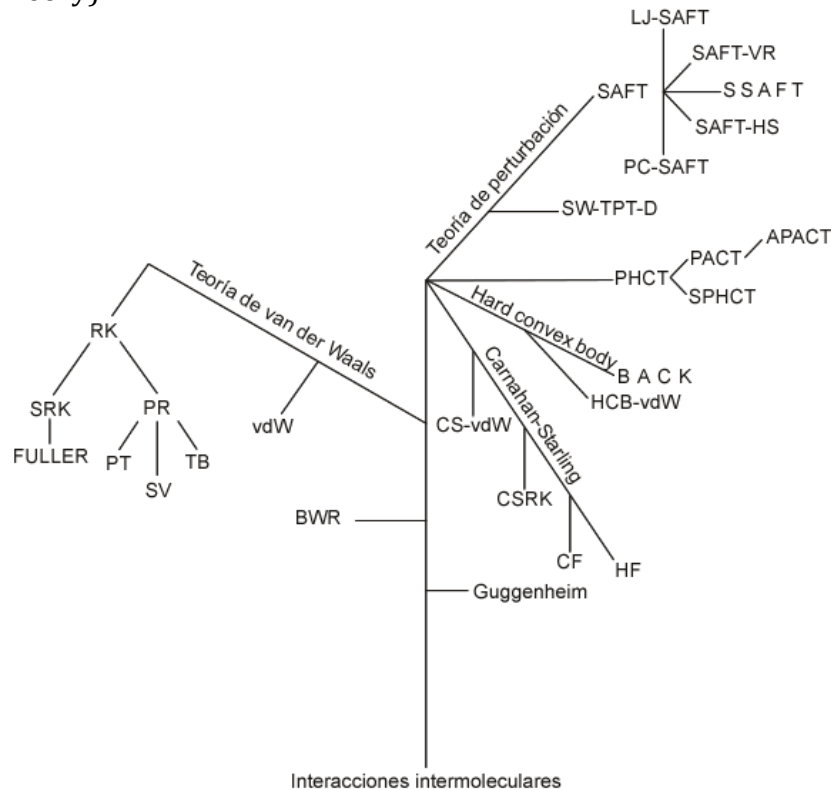 LJ-SAFT
SAFT-VR
SAFT
S S A F T
SAFT-HS
PC-SAFT
Teoría de perturbación
SW-TPT-D
APACT
PACT
PHCT
SPHCT
Teoría de van der Waals
Hard convex body
RK
Carnahan-Starling
B A C K
HCB-vdW
SRK
PR
vdW
CS-vdW
FULLER
PT
TB
SV
CSRK
BWR
CF
HF
Guggenheim
Interacciones intermoleculares